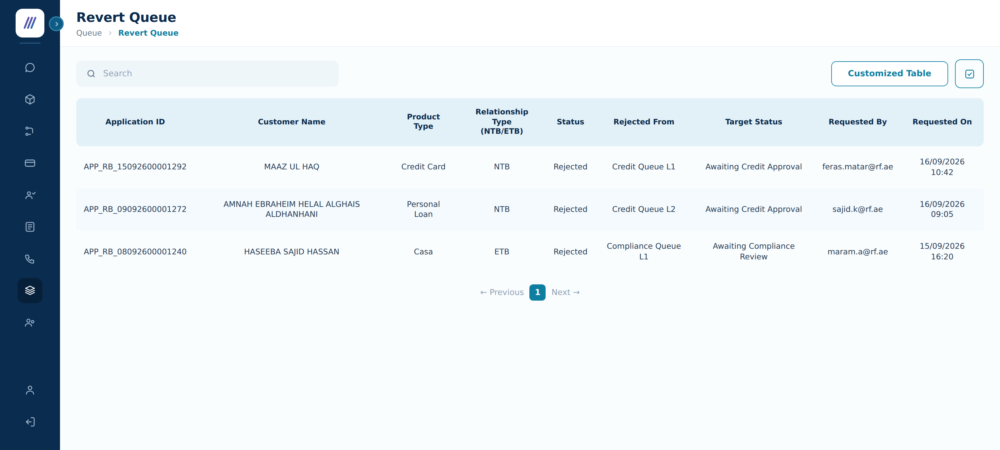 Revert Queue
Queue > Revert Queue
Search
Customized Table
Application ID
Customer Name
Product
Type
Relationship
Type
(NTB/ETB)
Status
Rejected From
Target Status
Requested By
Requested On
APP_RB_15092600001292
MAAZ UL HAQ
Credit Card
NTB
Rejected
Credit Queue L1
Awaiting Credit Approval
feras.matar@rf.ae
16/09/2026
10:42
APP_RB_09092600001272
AMNAH EBRAHEIM HELAL ALGHAIS
ALDHANHANI
Personal
Loan
NTB
Rejected
Credit Queue L2
Awaiting Credit Approval
sajid.k@rf.ae
16/09/2026
09:05
APP_RB_08092600001240
HASEEBA SAJID HASSAN
Casa
ETB
Rejected
Compliance Queue
L1
Awaiting Compliance
Review
maram.a@rf.ae
15/09/2026
16:20
← Previous 1 Next →